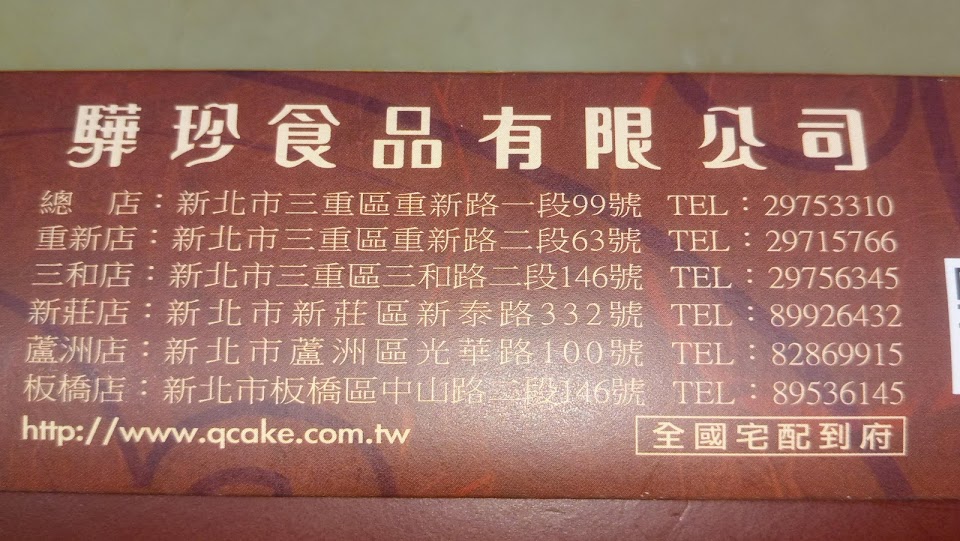 驊珍食品有限公司
總　店：新北市三重區重新路一段99號　TEL：29753310
重新店：新北市三重區重新路二段63號　TEL：29715766
三和店：新北市三重區三和路二段146號　TEL：29756345
新莊店：新北市新莊區新泰路332號　TEL：89926432
蘆洲店：新北市蘆洲區光華路100號　TEL：82869915
板橋店：新北市板橋區中山路二段146號　TEL：89536145
http://www.qcake.com.tw　全國宅配到府